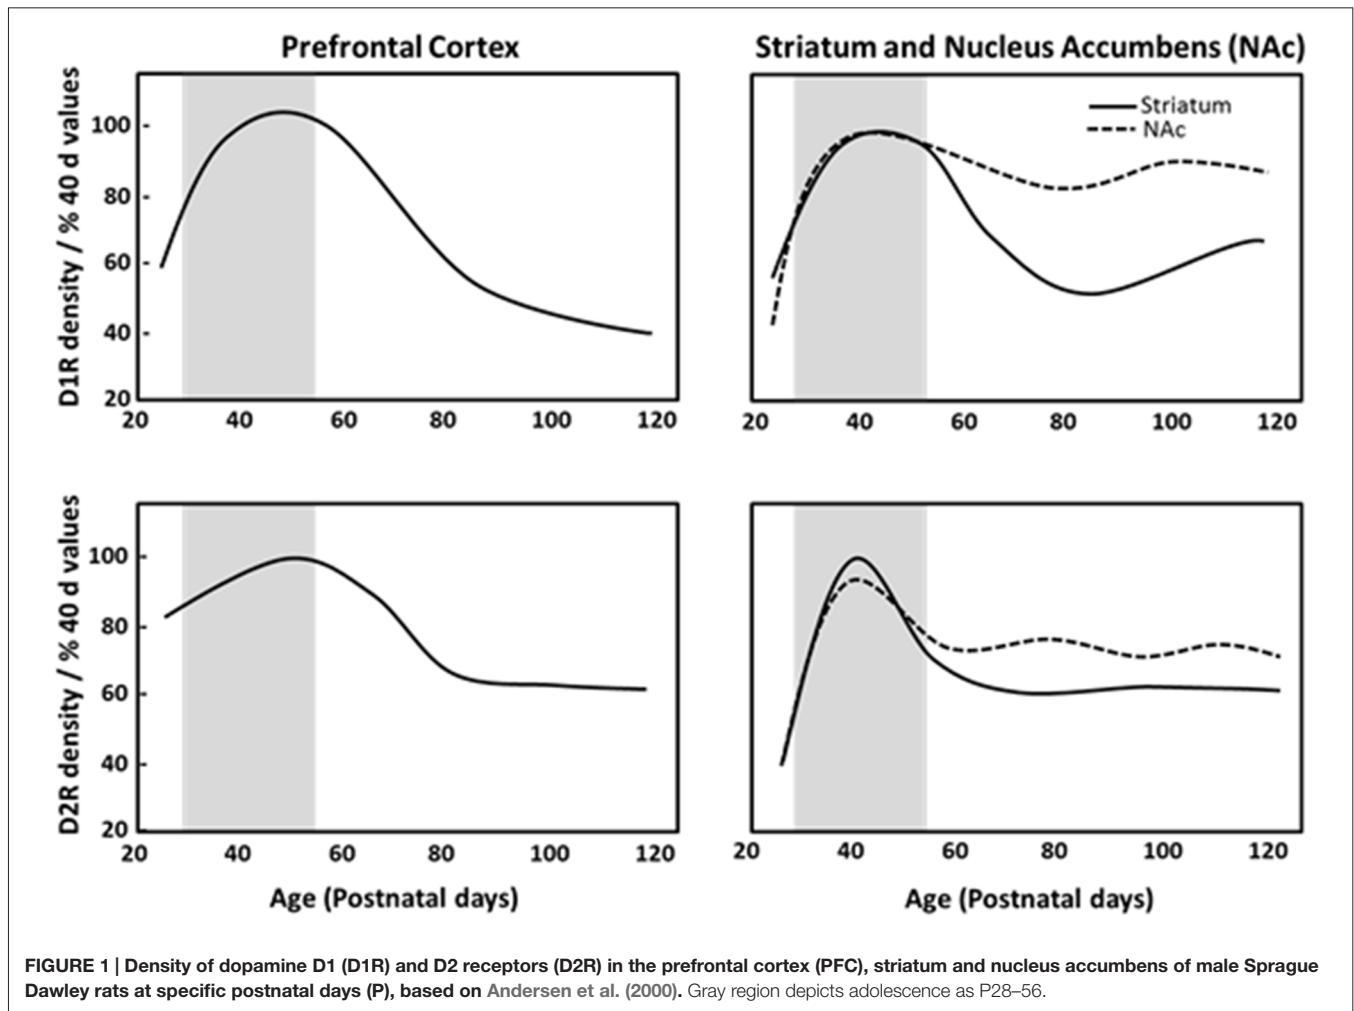 Prefrontal Cortex
Striatum and Nucleus Accumbens (NAc)
D1R density / % 40 d values
100
80
60
40
20
20 40 60 80 100 120
Striatum
NAc
20 40 60 80 100 120
D2R density / % 40 d values
100
80
60
40
20
20 40 60 80 100 120
Age (Postnatal days)
20 40 60 80 100 120
Age (Postnatal days)
FIGURE 1 | Density of dopamine D1 (D1R) and D2 receptors (D2R) in the prefrontal cortex (PFC), striatum and nucleus accumbens of male Sprague
Dawley rats at specific postnatal days (P), based on Andersen et al. (2000). Gray region depicts adolescence as P28–56.